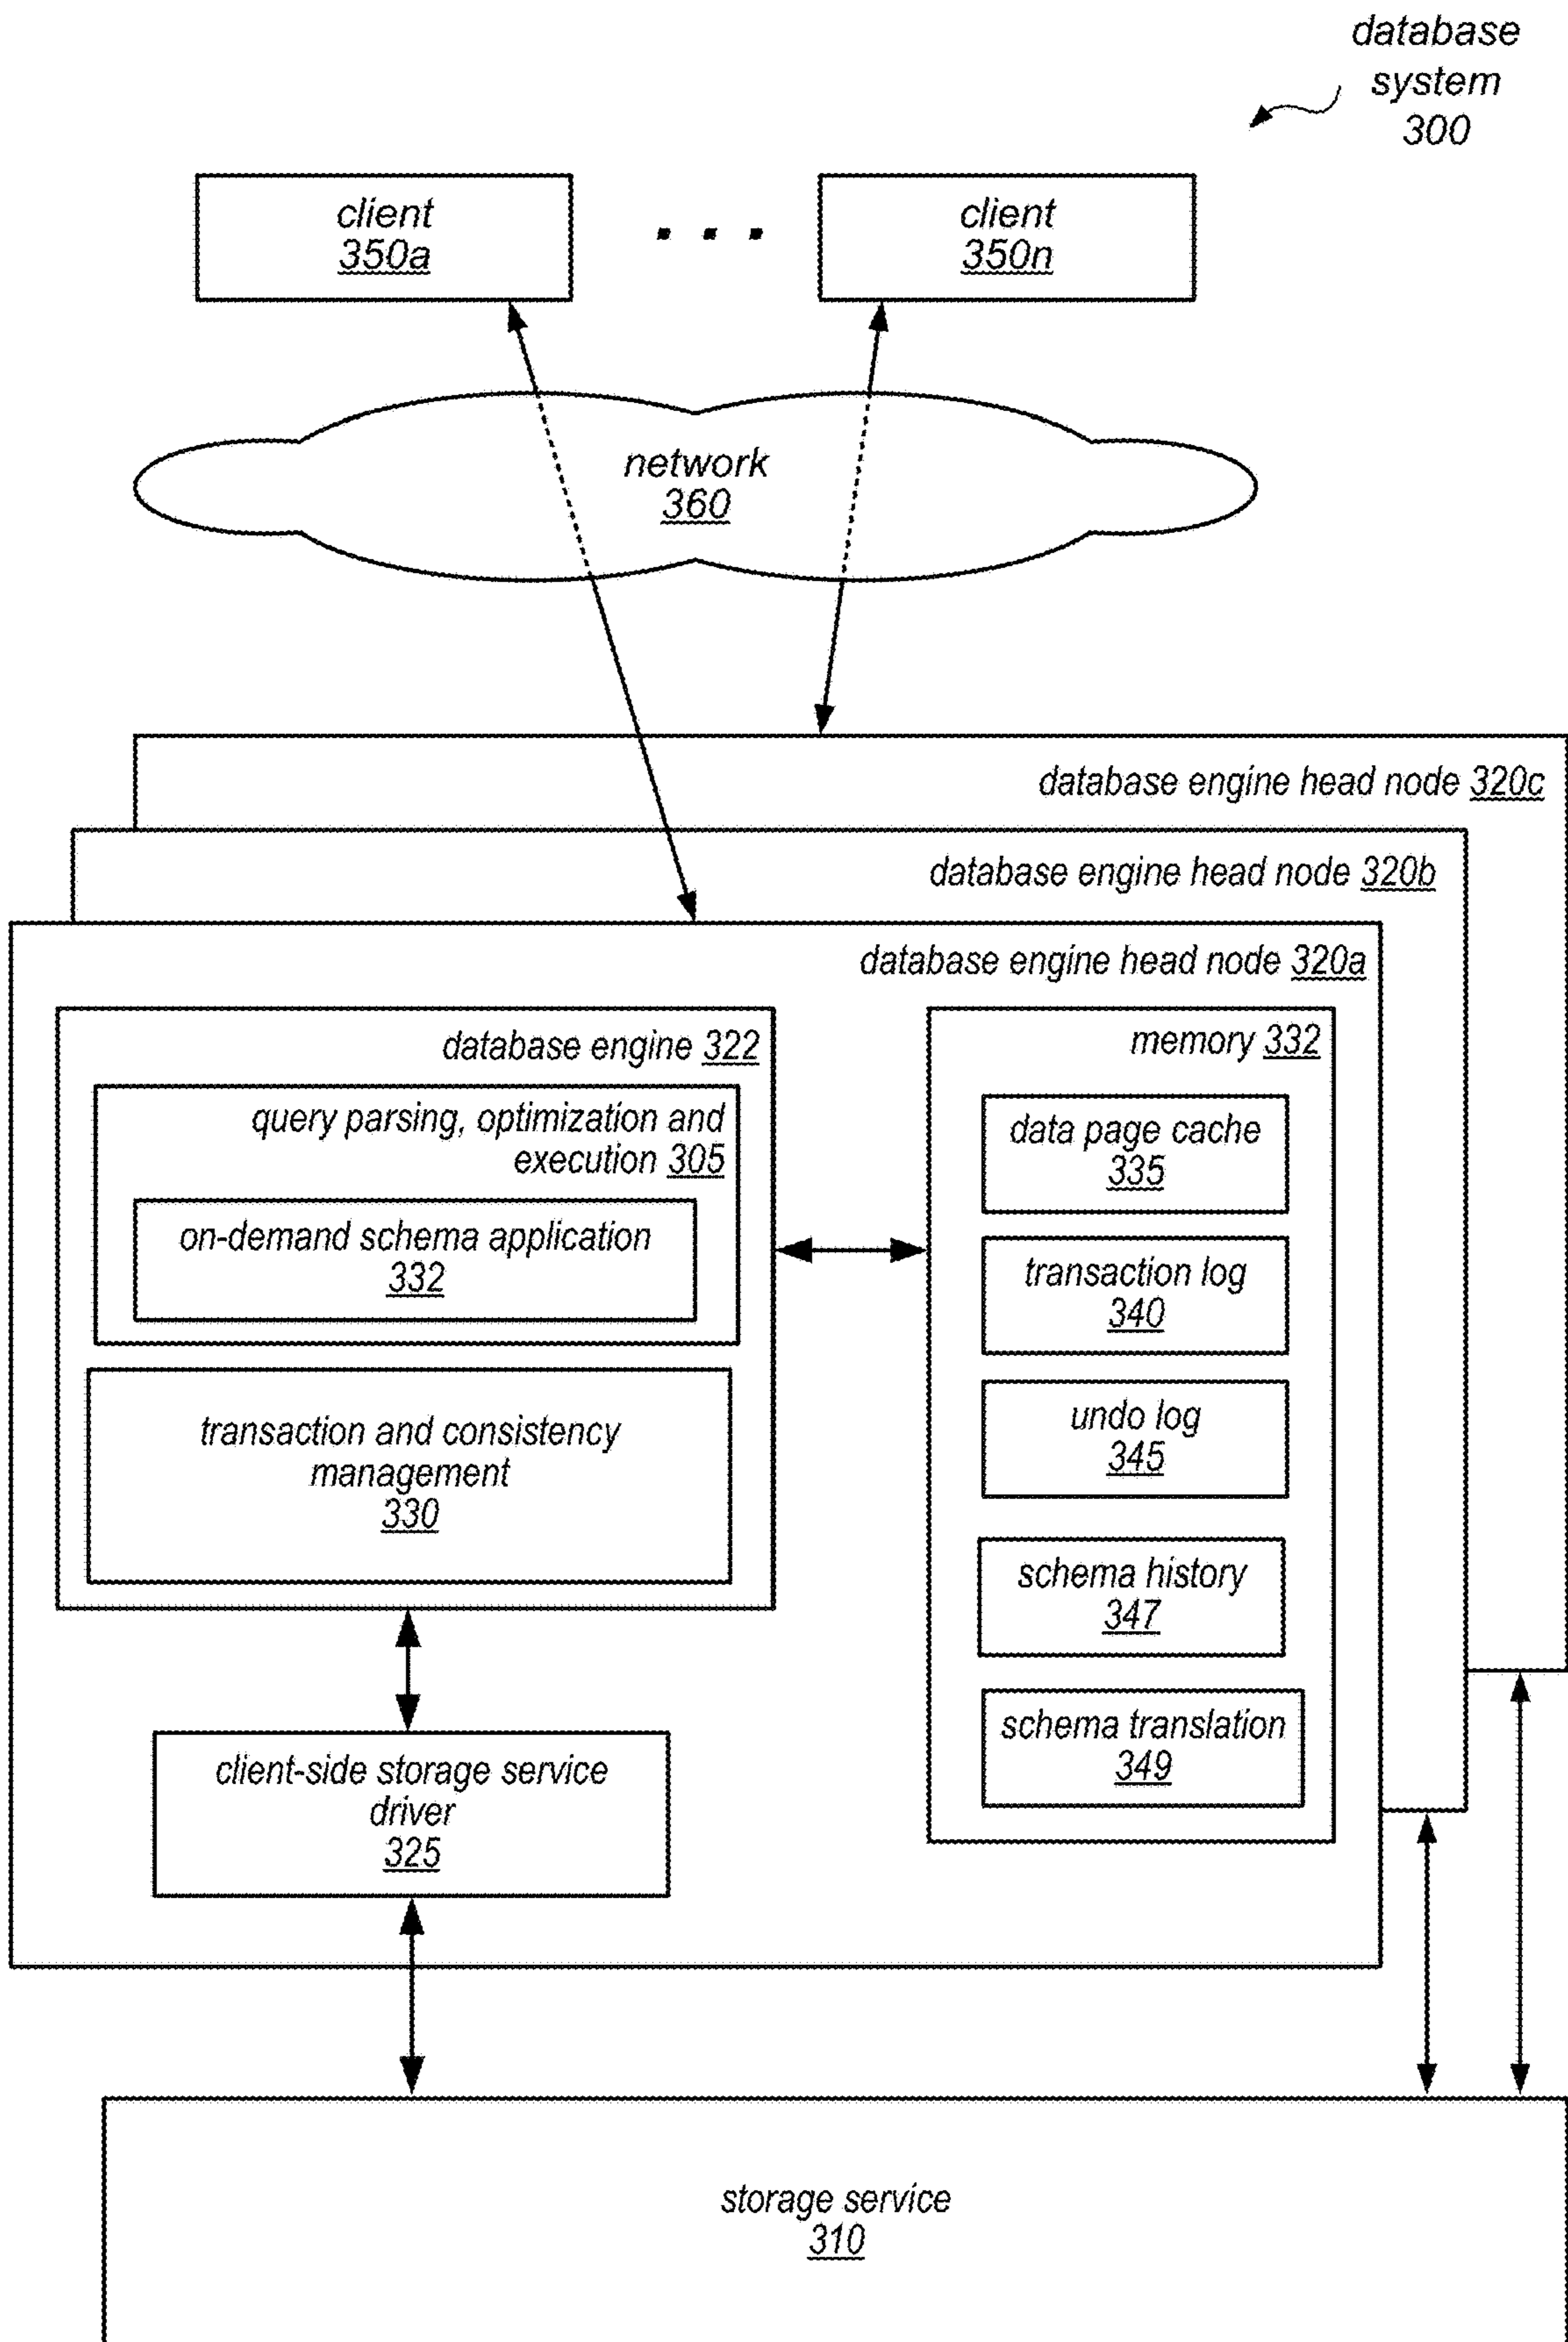 database
system
300
client
350a
. . .
client
350n
network
360
database engine head node 320c
database engine head node 320b
database engine head node 320a
database engine 322
query parsing, optimization and
execution 305
on-demand schema application
332
transaction and consistency
management
330
memory 332
data page cache
335
transaction log
340
undo log
345
schema history
347
schema translation
349
client-side storage service
driver
325
storage service
310